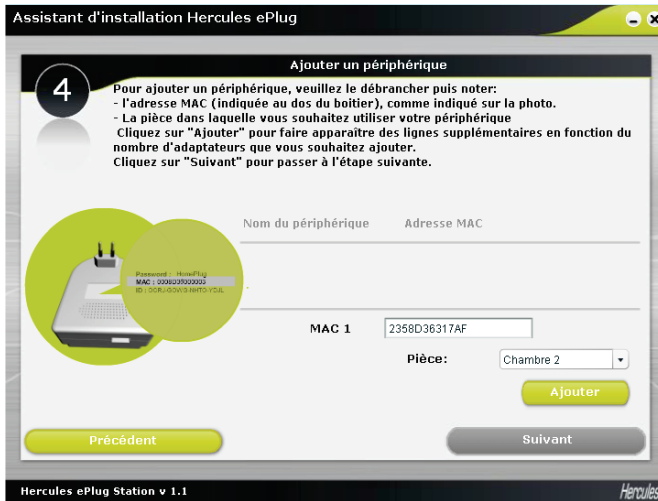 Assistant d'installation Hercules ePlug
Ajouter un périphérique
4
Pour ajouter un périphérique, veuillez le débrancher puis noter:
- l'adresse MAC (indiquée au dos du boitier), comme indiqué sur la photo.
- La pièce dans laquelle vous souhaitez utiliser votre périphérique
Cliquez sur "Ajouter" pour faire apparaître des lignes supplémentaires en fonction du
nombre d'adaptateurs que vous souhaitez ajouter.
Cliquez sur "Suivant" pour passer à l'étape suivante.
Nom du périphérique Adresse MAC
Password : HomePlug
MAC :
ID :
MAC 1 2358D36317AF
Pièce: Chambre 2
Ajouter
Précédent Suivant
Hercules ePlug Station v 1.1 Hercules